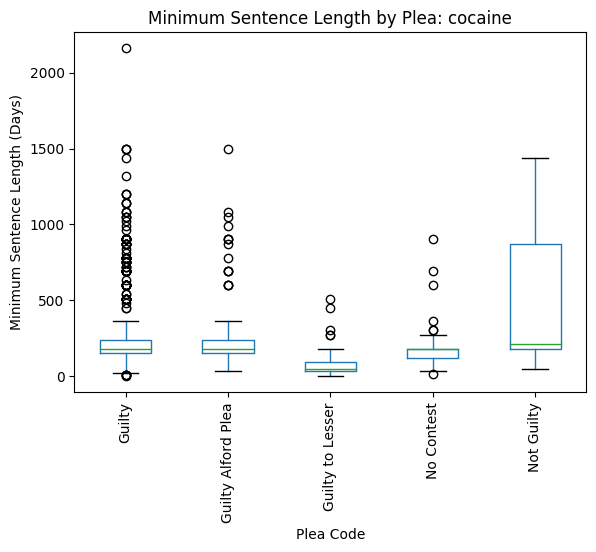 Minimum Sentence Length by Plea: cocaine
Minimum Sentence Length (Days)
2000
1500
1000
500
0
Guilty
Guilty Alford Plea
Guilty to Lesser
No Contest
Not Guilty
Plea Code